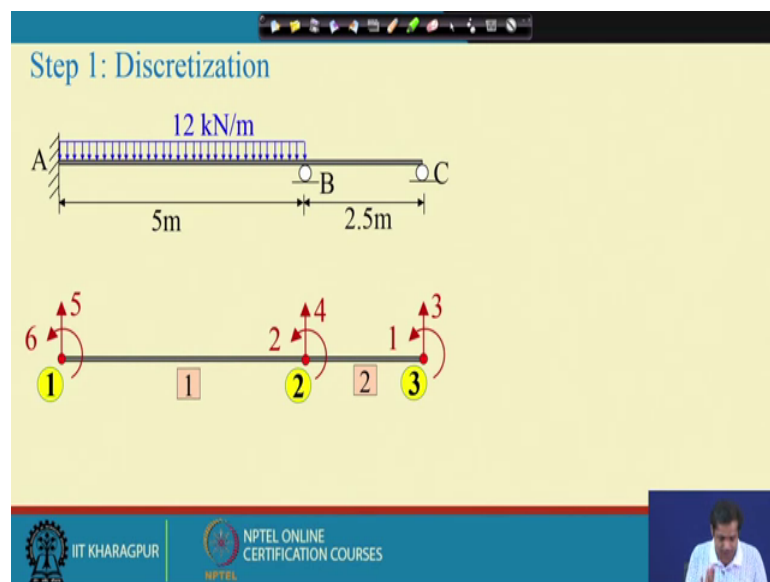 Step 1: Discretization
12 kN/m
A
B
C
5m
2.5m
5
4
3
6
2
1
1
1
2
2
3
IIT KHARAGPUR
NPTEL
NPTEL ONLINE
CERTIFICATION COURSES